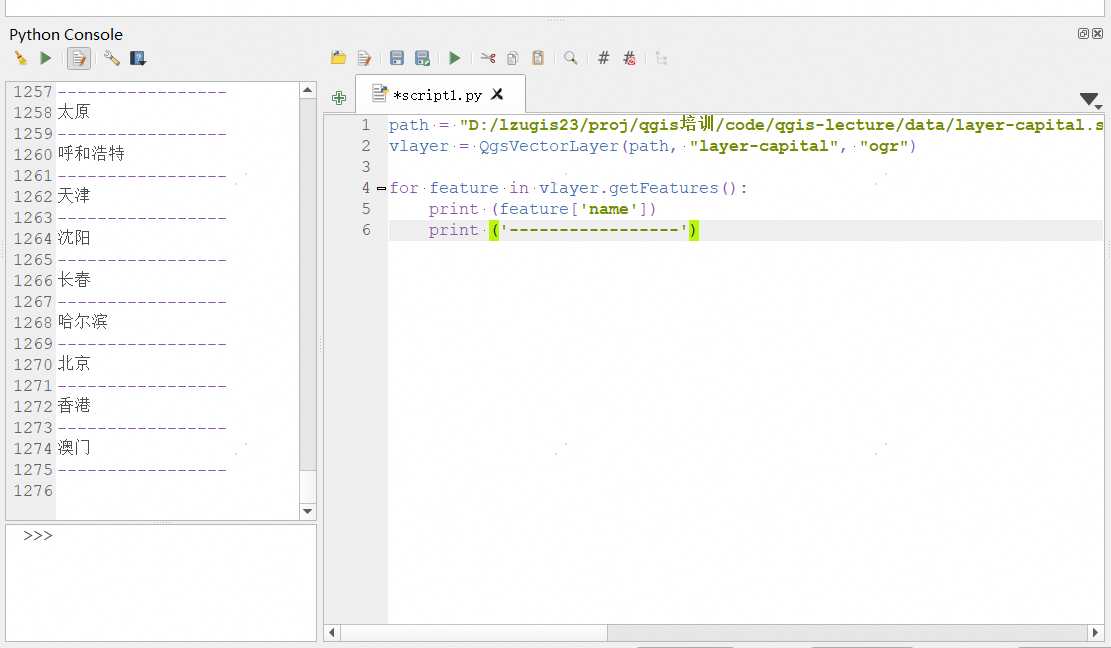 Python Console
*script1.py
1257 -----------------
1258 太原
1259 -----------------
1260 呼和浩特
1261 -----------------
1262 天津
1263 -----------------
1264 沈阳
1265 -----------------
1266 长春
1267 -----------------
1268 哈尔滨
1269 -----------------
1270 北京
1271 -----------------
1272 香港
1273 -----------------
1274 澳门
1275 -----------------
1276
>>>
1 path = "D:/lzugis23/proj/qgis培训/code/qgis-lecture/data/layer-capital.s
2 vlayer = QgsVectorLayer(path, "layer-capital", "ogr")
3
4 for feature in vlayer.getFeatures():
5     print (feature['name'])
6     print ('-----------------')